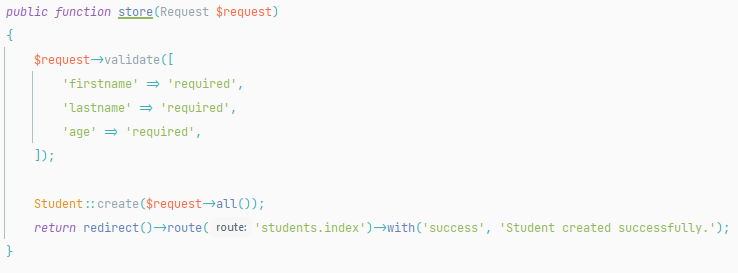 public function store(Request $request)
{
$request->validate([
'firstname' => 'required',
'lastname' => 'required',
'age' => 'required',
]);
Student::create($request->all());
return redirect()->route( route: 'students.index')->with('success', 'Student created successfully.');
}